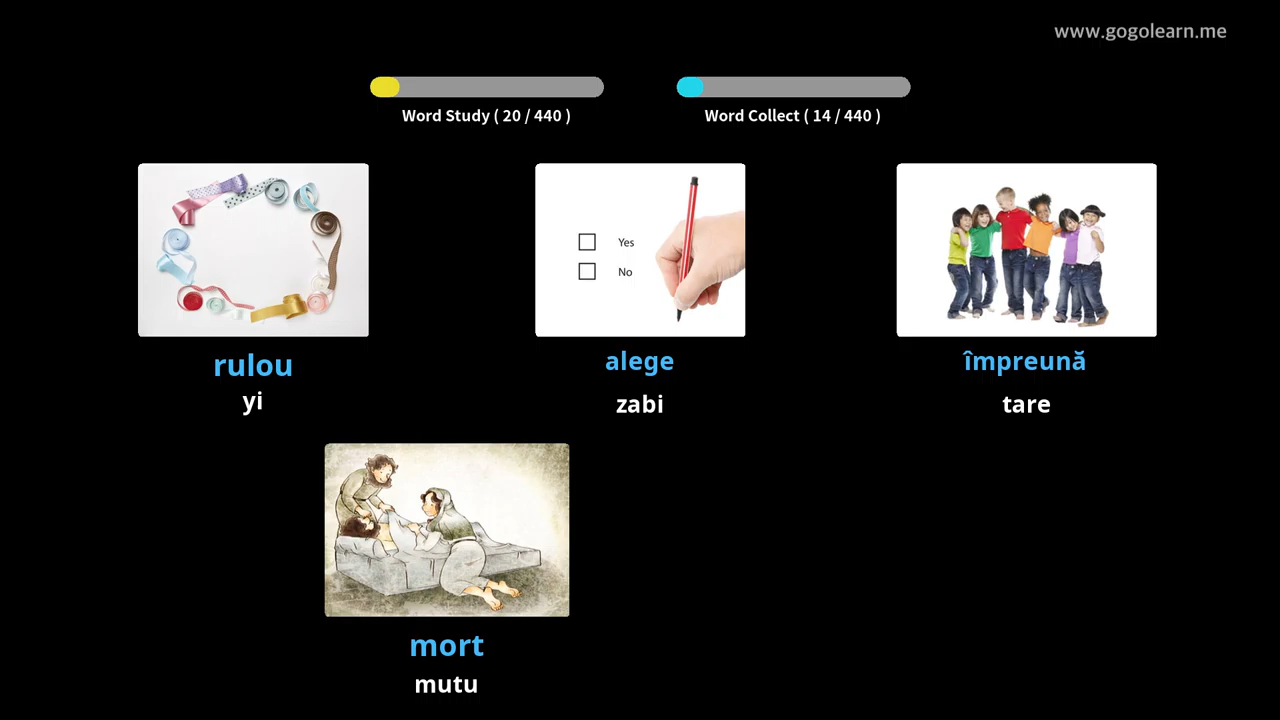 www.gogolearn.me
Word Study ( 20 / 440 )
Word Collect ( 14 / 440 )
Yes
No
rulou
yi
alege
zabi
împreună
tare
mort
mutu